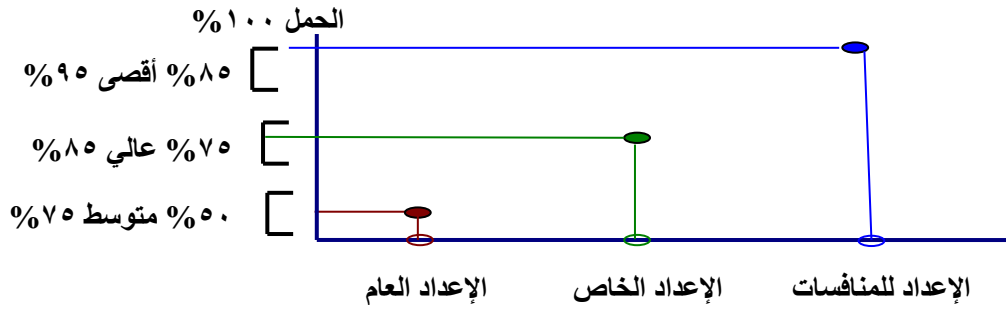 الحمل ١٠٠%
٨٥% أقصى ٩٥%
٧٥% عالي ٨٥%
٥٠% متوسط ٧٥%
الإعداد العام الإعداد الخاص الإعداد للمنافسات